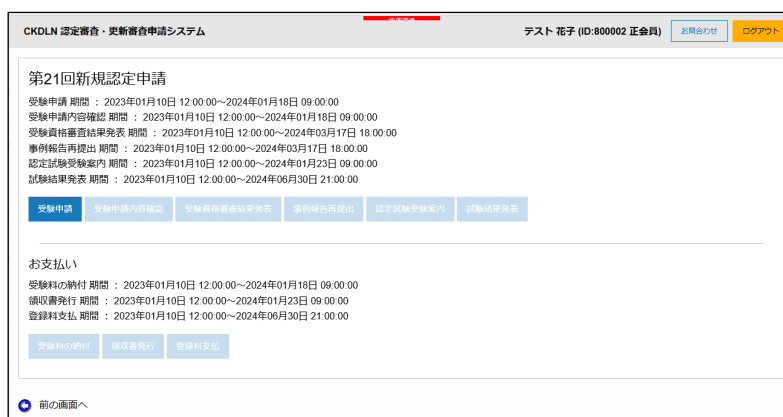 CKDLN 認定審査・更新審査申請システム
テスト 花子 (ID:800002 正会員)
お問合わせ
ログアウト
第21回新規認定申請
受験申請 期間 ： 2023年01月10日 12:00:00～2024年01月18日 09:00:00
受験申請内容確認 期間 ： 2023年01月10日 12:00:00～2024年01月18日 09:00:00
受験資格審査結果発表 期間 ： 2023年01月10日 12:00:00～2024年03月17日 18:00:00
事例報告再提出 期間 ： 2023年01月10日 12:00:00～2024年03月17日 18:00:00
認定試験受験案内 期間 ： 2023年01月10日 12:00:00～2024年01月23日 09:00:00
試験結果発表 期間 ： 2023年01月10日 12:00:00～2024年06月30日 21:00:00
受験申請 受験申請内容確認 受験資格審査結果発表 事例報告再提出 認定試験受験案内 試験結果発表
お支払い
受験料の納付 期間 ： 2023年01月10日 12:00:00～2024年01月18日 09:00:00
領収書発行 期間 ： 2023年01月10日 12:00:00～2024年01月23日 09:00:00
登録料支払 期間 ： 2023年01月10日 12:00:00～2024年06月30日 21:00:00
受験料の納付 領収書発行 登録料支払
前の画面へ